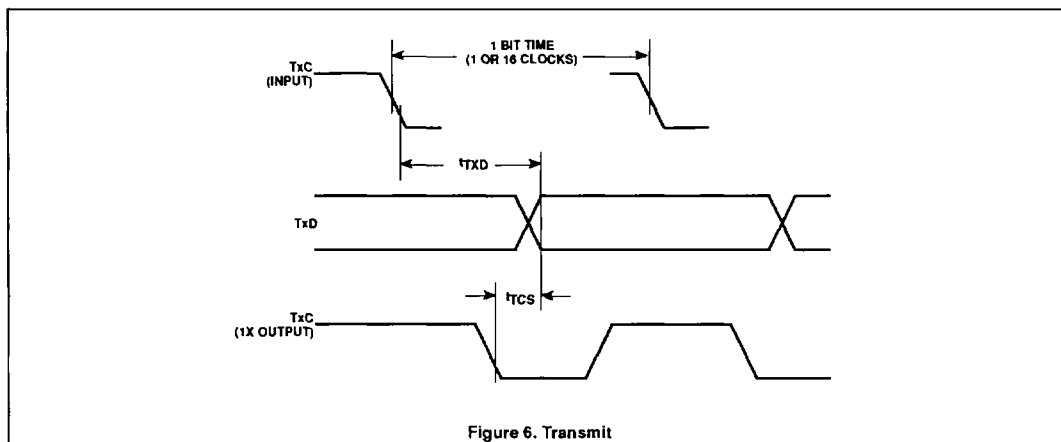 1 BIT TIME
(1 OR 16 CLOCKS)
TxC
(INPUT)
tTXD
TxD
tTCS
TxC
(1X OUTPUT)
Figure 6. Transmit